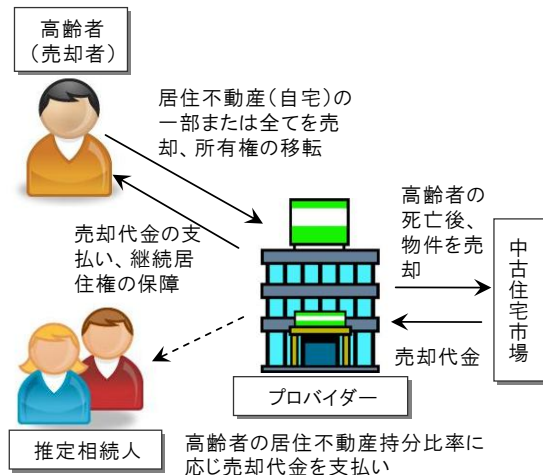 高齢者
（売却者）
居住不動産（自宅）の
一部または全てを売
却、所有権の移転
売却代金の支
払い、継続居
住権の保障
高齢者の
死亡後、
物件を売
却
中古住宅市場
売却代金
プロバイダー
推定相続人
高齢者の居住不動産持分比率に
応じ売却代金を支払い